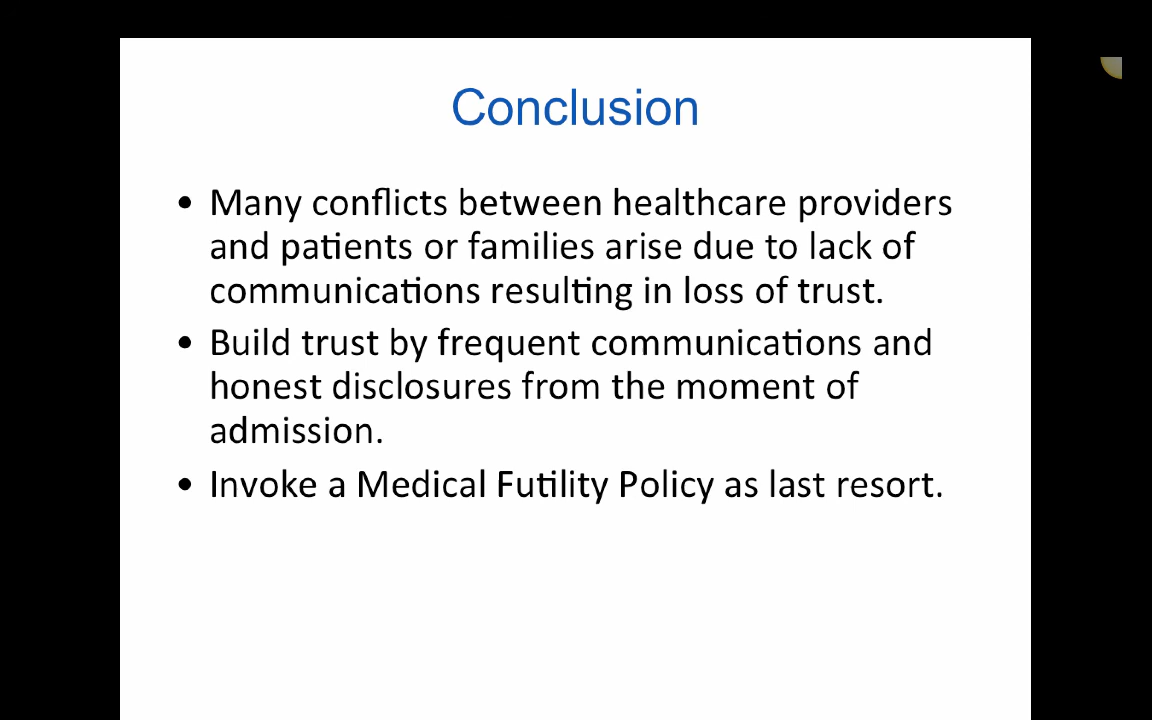 Conclusion
• Many conflicts between healthcare providers
and patients or families arise due to lack of
communications resulting in loss of trust.
• Build trust by frequent communications and
honest disclosures from the moment of
admission.
• Invoke a Medical Futility Policy as last resort.